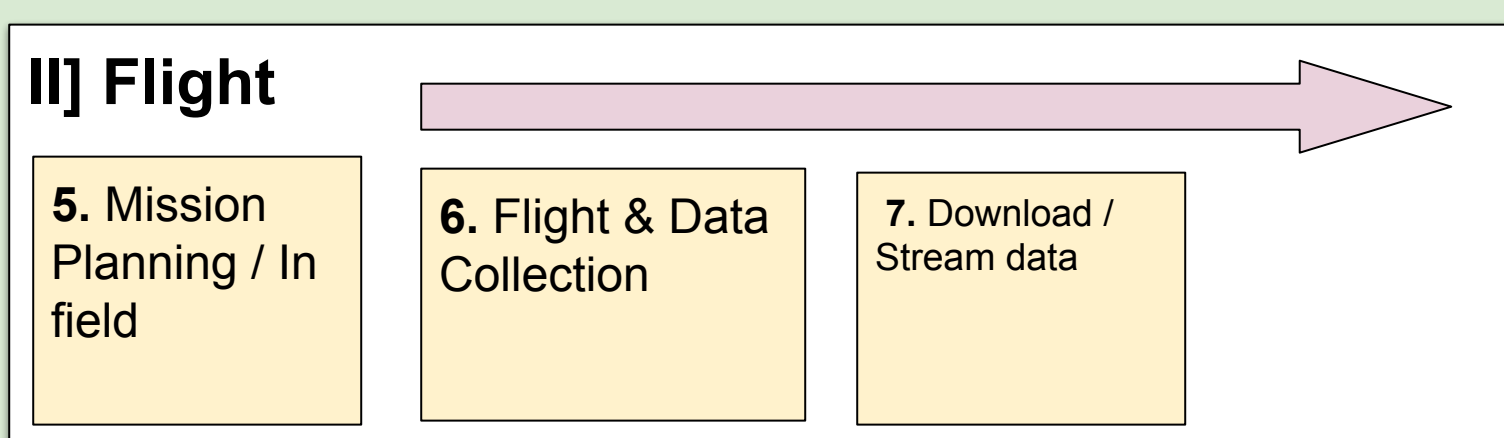 II] Flight
5. Mission
Planning / In
field
6. Flight & Data
Collection
7. Download /
Stream data